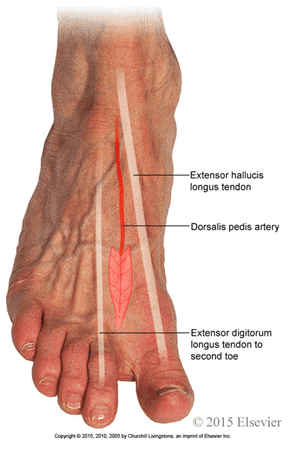 Extensor hallucis
longus tendon
Dorsalis pedis artery
Extensor digitorum
longus tendon to
second toe
© 2015 Elsevier
Copyright © 2015, 2010, 2005 by Churchill Livingstone, an imprint of Elsevier Inc.